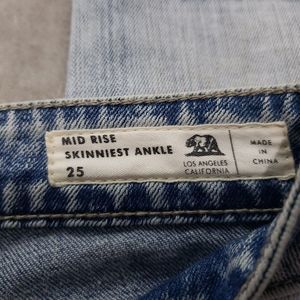 MID RISE
SKINNIEST ANKLE
25
LOS ANGELES
CALIFORNIA
MADE
IN
CHINA